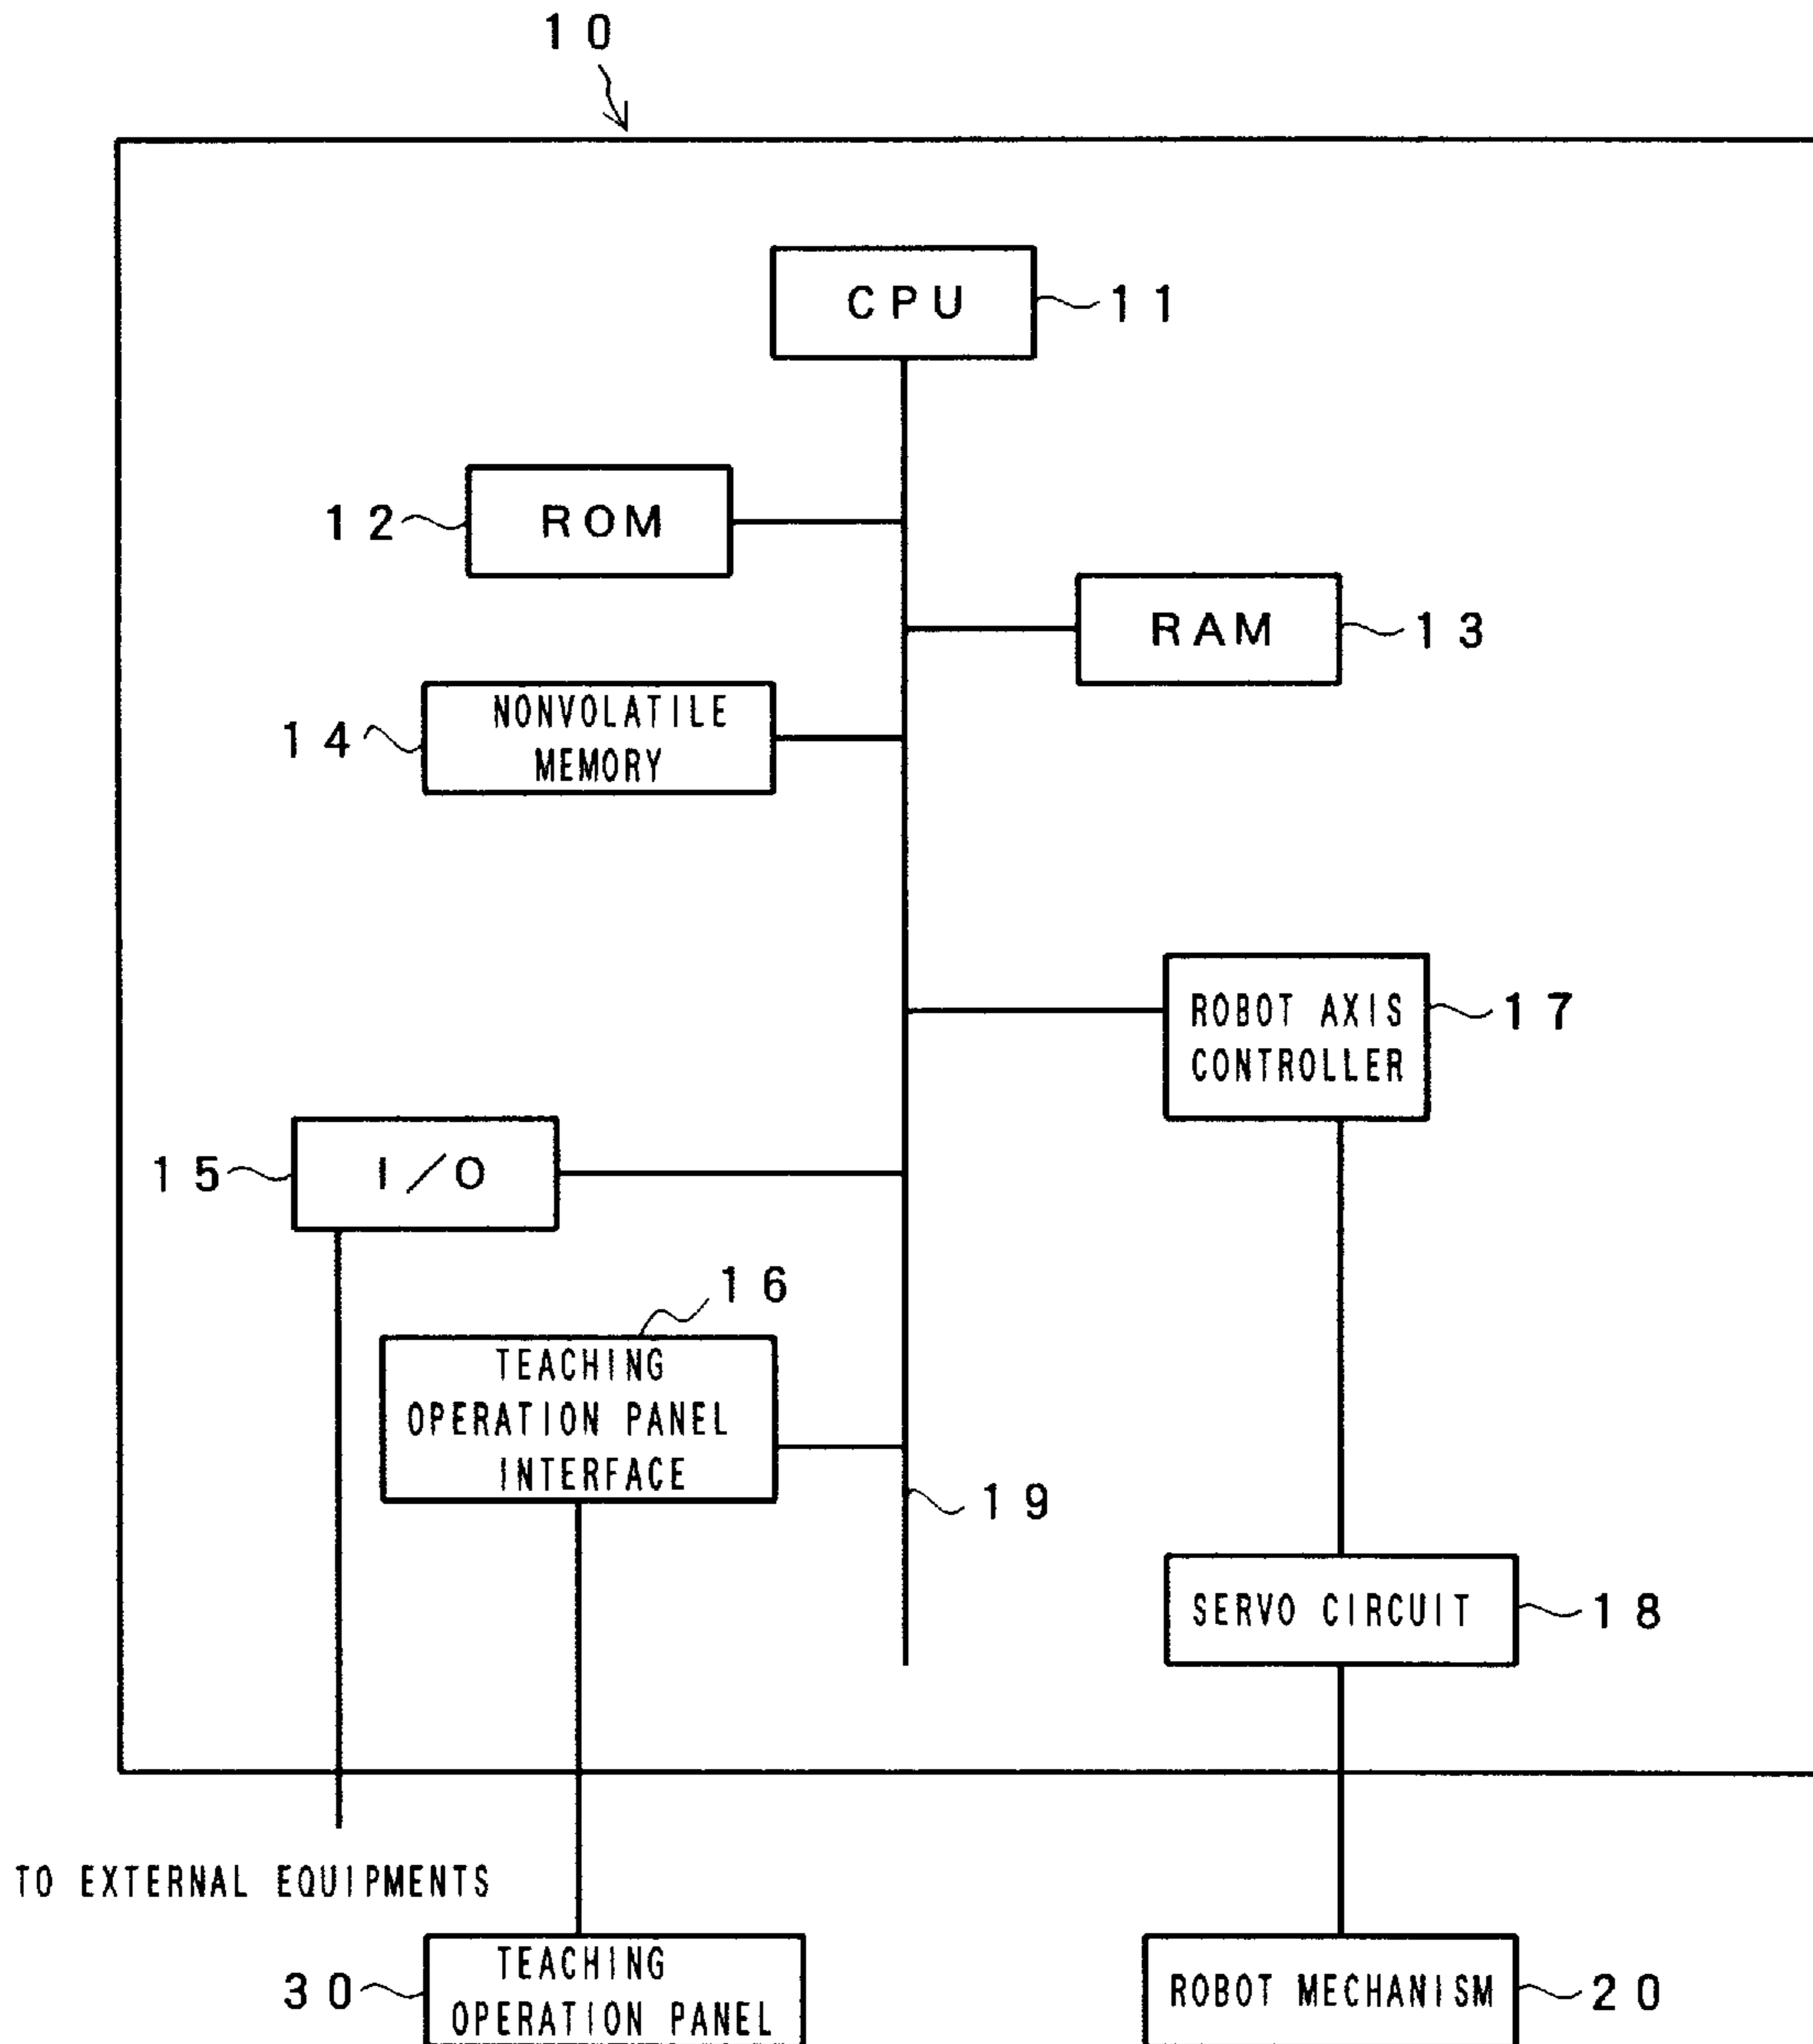 10
CPU
11
12
ROM
RAM
13
14
NONVOLATILE
MEMORY
ROBOT AXIS
CONTROLLER
17
15
I/O
16
TEACHING
OPERATION PANEL
INTERFACE
19
SERVO CIRCUIT
18
TO EXTERNAL EQUIPMENTS
30
TEACHING
OPERATION PANEL
ROBOT MECHANISM
20